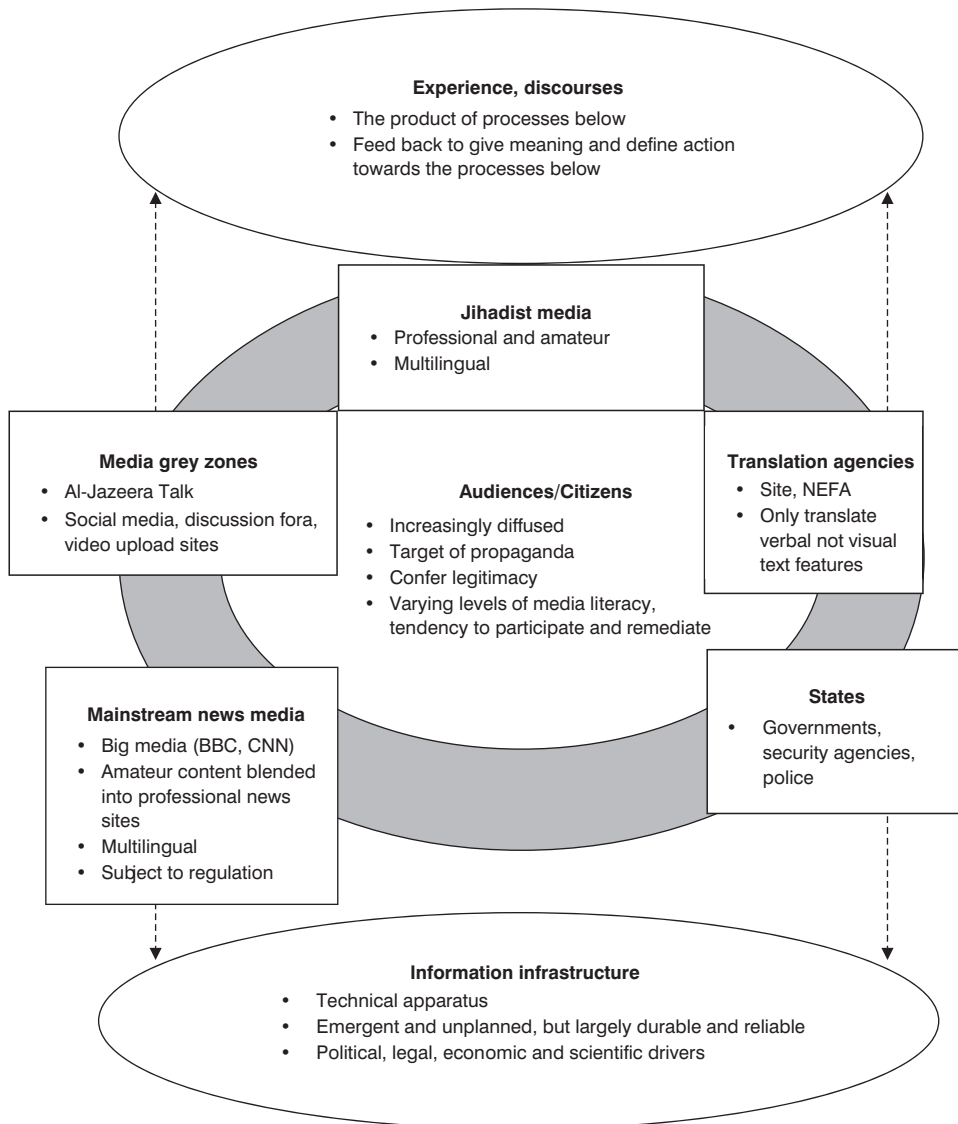 Experience, discourses
• The product of processes below
• Feed back to give meaning and define action
towards the processes below
Jihadist media
• Professional and amateur
• Multilingual
Media grey zones
• Al-Jazeera Talk
• Social media, discussion fora,
video upload sites
Audiences/Citizens
• Increasingly diffused
• Target of propaganda
• Confer legitimacy
• Varying levels of media literacy,
tendency to participate and remediate
Translation agencies
• Site, NEFA
• Only translate
verbal not visual
text features
Mainstream news media
• Big media (BBC, CNN)
• Amateur content blended
into professional news
sites
• Multilingual
• Subject to regulation
States
• Governments,
security agencies,
police
Information infrastructure
• Technical apparatus
• Emergent and unplanned, but largely durable and reliable
• Political, legal, economic and scientific drivers